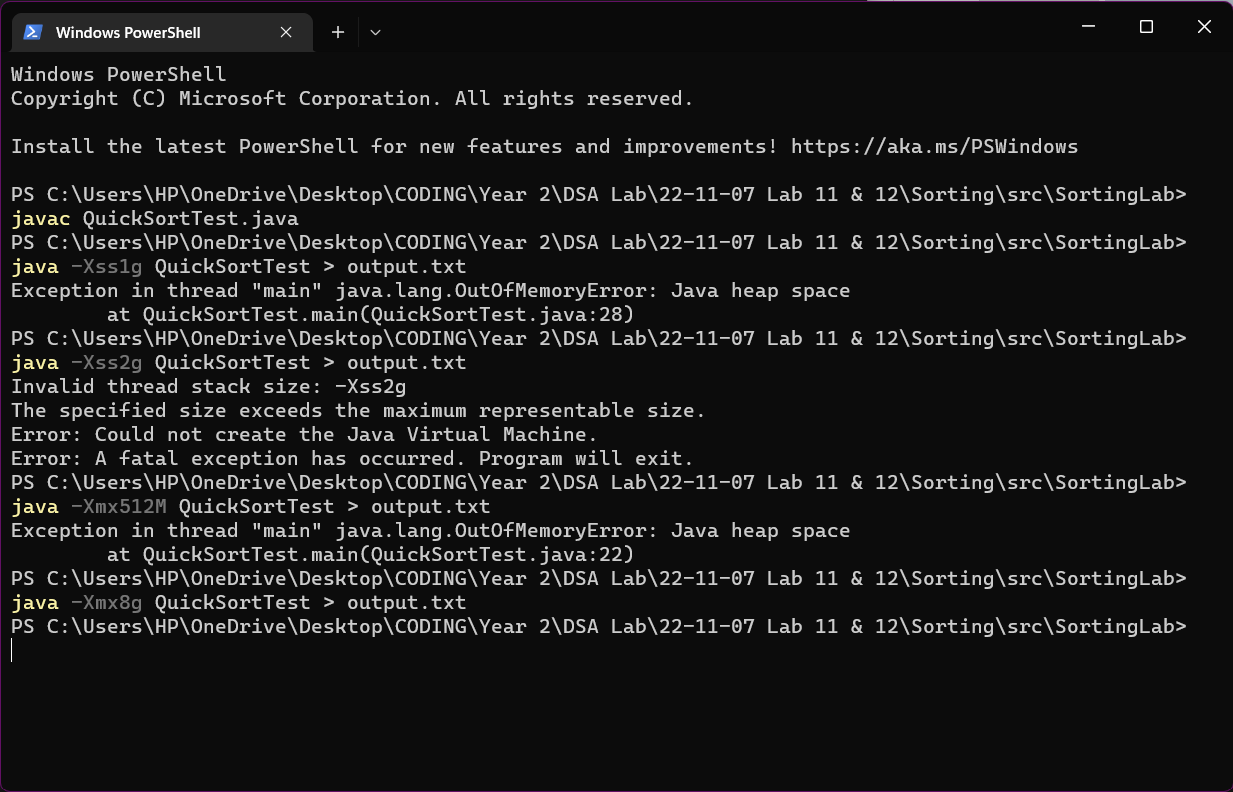 Windows PowerShell
Windows PowerShell
Copyright (C) Microsoft Corporation. All rights reserved.
Install the latest PowerShell for new features and improvements! https://aka.ms/PSWindows
PS C:\Users\HP\OneDrive\Desktop\CODING\Year 2\DSA Lab\22-11-07 Lab 11 & 12\Sorting\src\SortingLab>
javac QuickSortTest.java
PS C:\Users\HP\OneDrive\Desktop\CODING\Year 2\DSA Lab\22-11-07 Lab 11 & 12\Sorting\src\SortingLab>
java -Xss1g QuickSortTest > output.txt
Exception in thread "main" java.lang.OutOfMemoryError: Java heap space
        at QuickSortTest.main(QuickSortTest.java:28)
PS C:\Users\HP\OneDrive\Desktop\CODING\Year 2\DSA Lab\22-11-07 Lab 11 & 12\Sorting\src\SortingLab>
java -Xss2g QuickSortTest > output.txt
Invalid thread stack size: -Xss2g
The specified size exceeds the maximum representable size.
Error: Could not create the Java Virtual Machine.
Error: A fatal exception has occurred. Program will exit.
PS C:\Users\HP\OneDrive\Desktop\CODING\Year 2\DSA Lab\22-11-07 Lab 11 & 12\Sorting\src\SortingLab>
java -Xmx512M QuickSortTest > output.txt
Exception in thread "main" java.lang.OutOfMemoryError: Java heap space
        at QuickSortTest.main(QuickSortTest.java:22)
PS C:\Users\HP\OneDrive\Desktop\CODING\Year 2\DSA Lab\22-11-07 Lab 11 & 12\Sorting\src\SortingLab>
java -Xmx8g QuickSortTest > output.txt
PS C:\Users\HP\OneDrive\Desktop\CODING\Year 2\DSA Lab\22-11-07 Lab 11 & 12\Sorting\src\SortingLab>